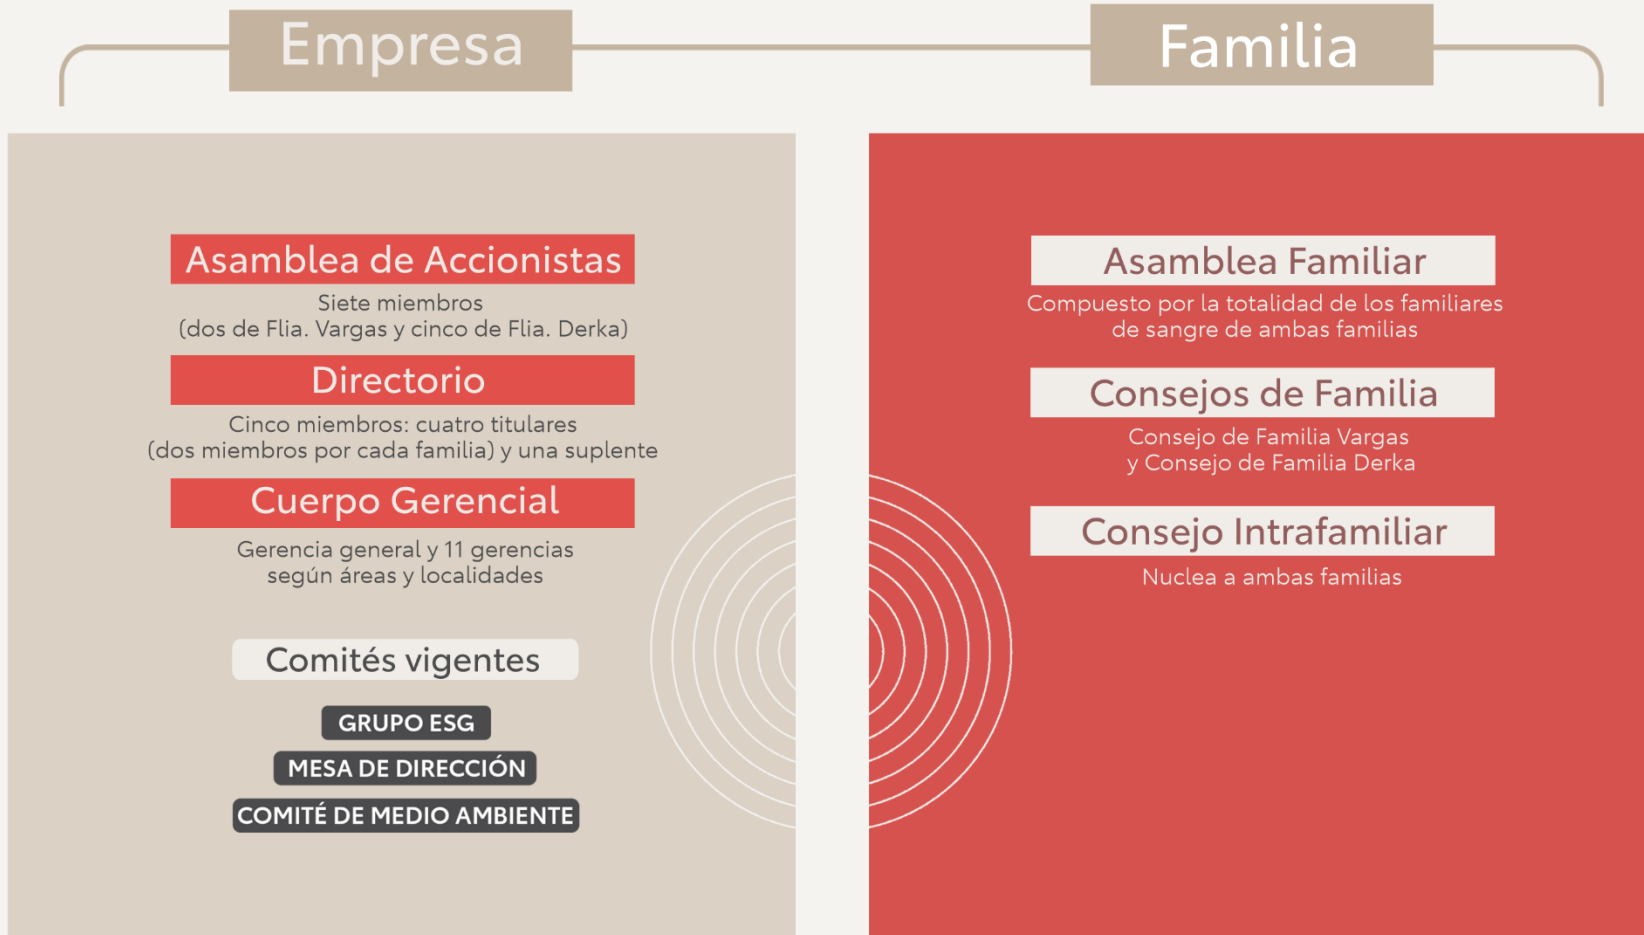 Empresa
Familia
Asamblea de Accionistas
Siete miembros
(dos de Flia. Vargas y cinco de Flia. Derka)
Directorio
Cinco miembros: cuatro titulares
(dos miembros por cada familia) y una suplente
Cuerpo Gerencial
Gerencia general y 11 gerencias
según áreas y localidades
Comités vigentes
GRUPO ESG
MESA DE DIRECCIÓN
COMITÉ DE MEDIO AMBIENTE
Asamblea Familiar
Compuesto por la totalidad de los familiares
de sangre de ambas familias
Consejos de Familia
Consejo de Familia Vargas
y Consejo de Familia Derka
Consejo Intrafamiliar
Nuclea a ambas familias